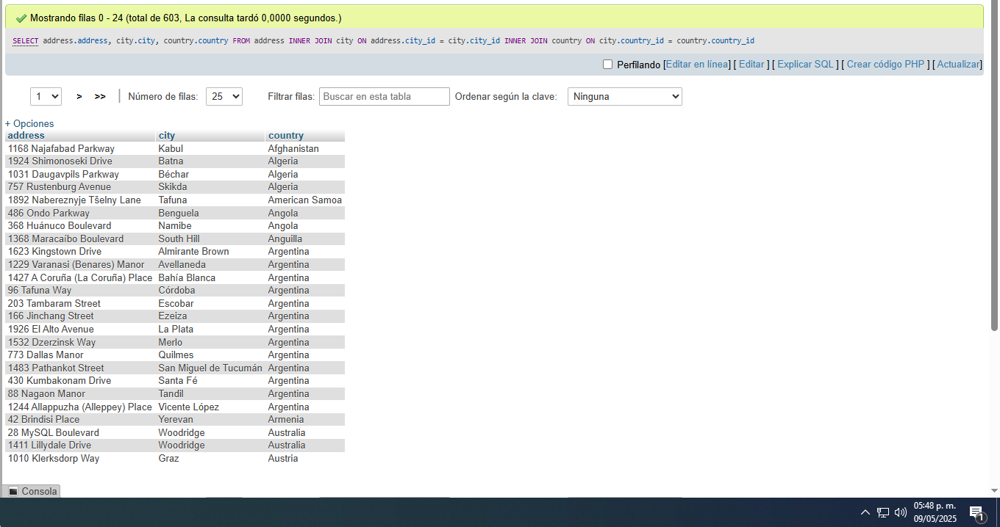 Mostrando filas 0 - 24 (total de 603, La consulta tardó 0,0000 segundos.)
SELECT address.address, city.city, country.country FROM address INNER JOIN city ON address.city_id = city.city_id INNER JOIN country ON city.country_id = country.country_id
Perfilando [Editar en línea] [ Editar ] [ Explicar SQL ] [ Crear código PHP ] [ Actualizar]
1 > >> | Número de filas: 25 Filtrar filas: Buscar en esta tabla Ordenar según la clave: Ninguna
+ Opciones
address city country
1168 Najafabad Parkway Kabul Afghanistan
1924 Shimonoseki Drive Batna Algeria
1031 Daugavpils Parkway Béchar Algeria
757 Rustenburg Avenue Skikda Algeria
1892 Nabereznyje Tšelny Lane Tafuna American Samoa
486 Ondo Parkway Benguela Angola
368 Huánuco Boulevard Namibe Angola
1368 Maracaíbo Boulevard South Hill Anguilla
1623 Kingstown Drive Almirante Brown Argentina
1229 Varanasi (Benares) Manor Avellaneda Argentina
1427 A Coruña (La Coruña) Place Bahía Blanca Argentina
96 Tafuna Way Córdoba Argentina
203 Tambaram Street Escobar Argentina
166 Jinchang Street Ezeiza Argentina
1926 El Alto Avenue La Plata Argentina
1532 Dzerzinsk Way Merlo Argentina
773 Dallas Manor Quilmes Argentina
1483 Pathankot Street San Miguel de Tucumán Argentina
430 Kumbakonam Drive Santa Fé Argentina
88 Nagaon Manor Tandil Argentina
1244 Allappuzha (Alleppey) Place Vicente López Argentina
42 Brindisi Place Yerevan Armenia
28 MySQL Boulevard Woodridge Australia
1411 Lillydale Drive Woodridge Australia
1010 Klerksdorp Way Graz Austria
Consola
05:48 p. m.
09/05/2025
1